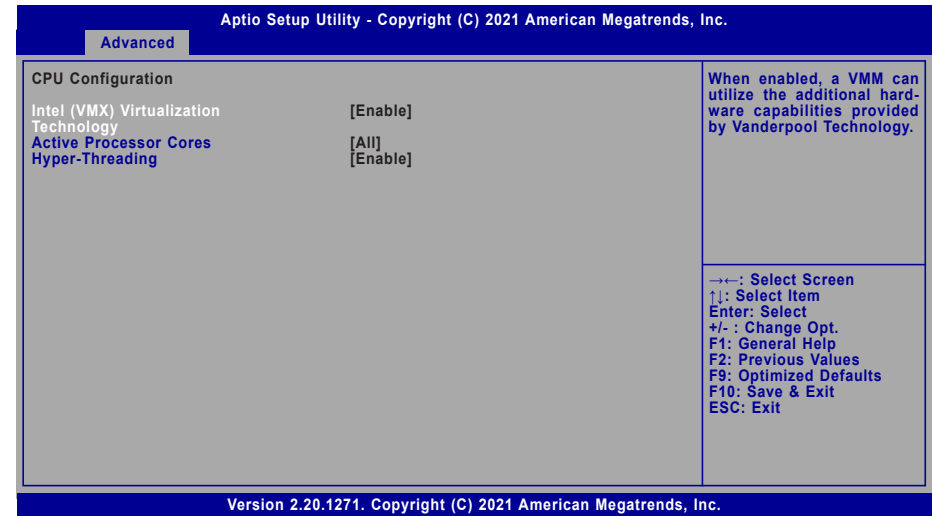 Aptio Setup Utility - Copyright (C) 2021 American Megatrends, Inc.
Advanced
CPU Configuration
Intel (VMX) Virtualization [Enable]
Technology
Active Processor Cores [All]
Hyper-Threading [Enable]
When enabled, a VMM can
utilize the additional hard-
ware capabilities provided
by Vanderpool Technology.
→←: Select Screen
↑↓: Select Item
Enter: Select
+/- : Change Opt.
F1: General Help
F2: Previous Values
F9: Optimized Defaults
F10: Save & Exit
ESC: Exit
Version 2.20.1271. Copyright (C) 2021 American Megatrends, Inc.